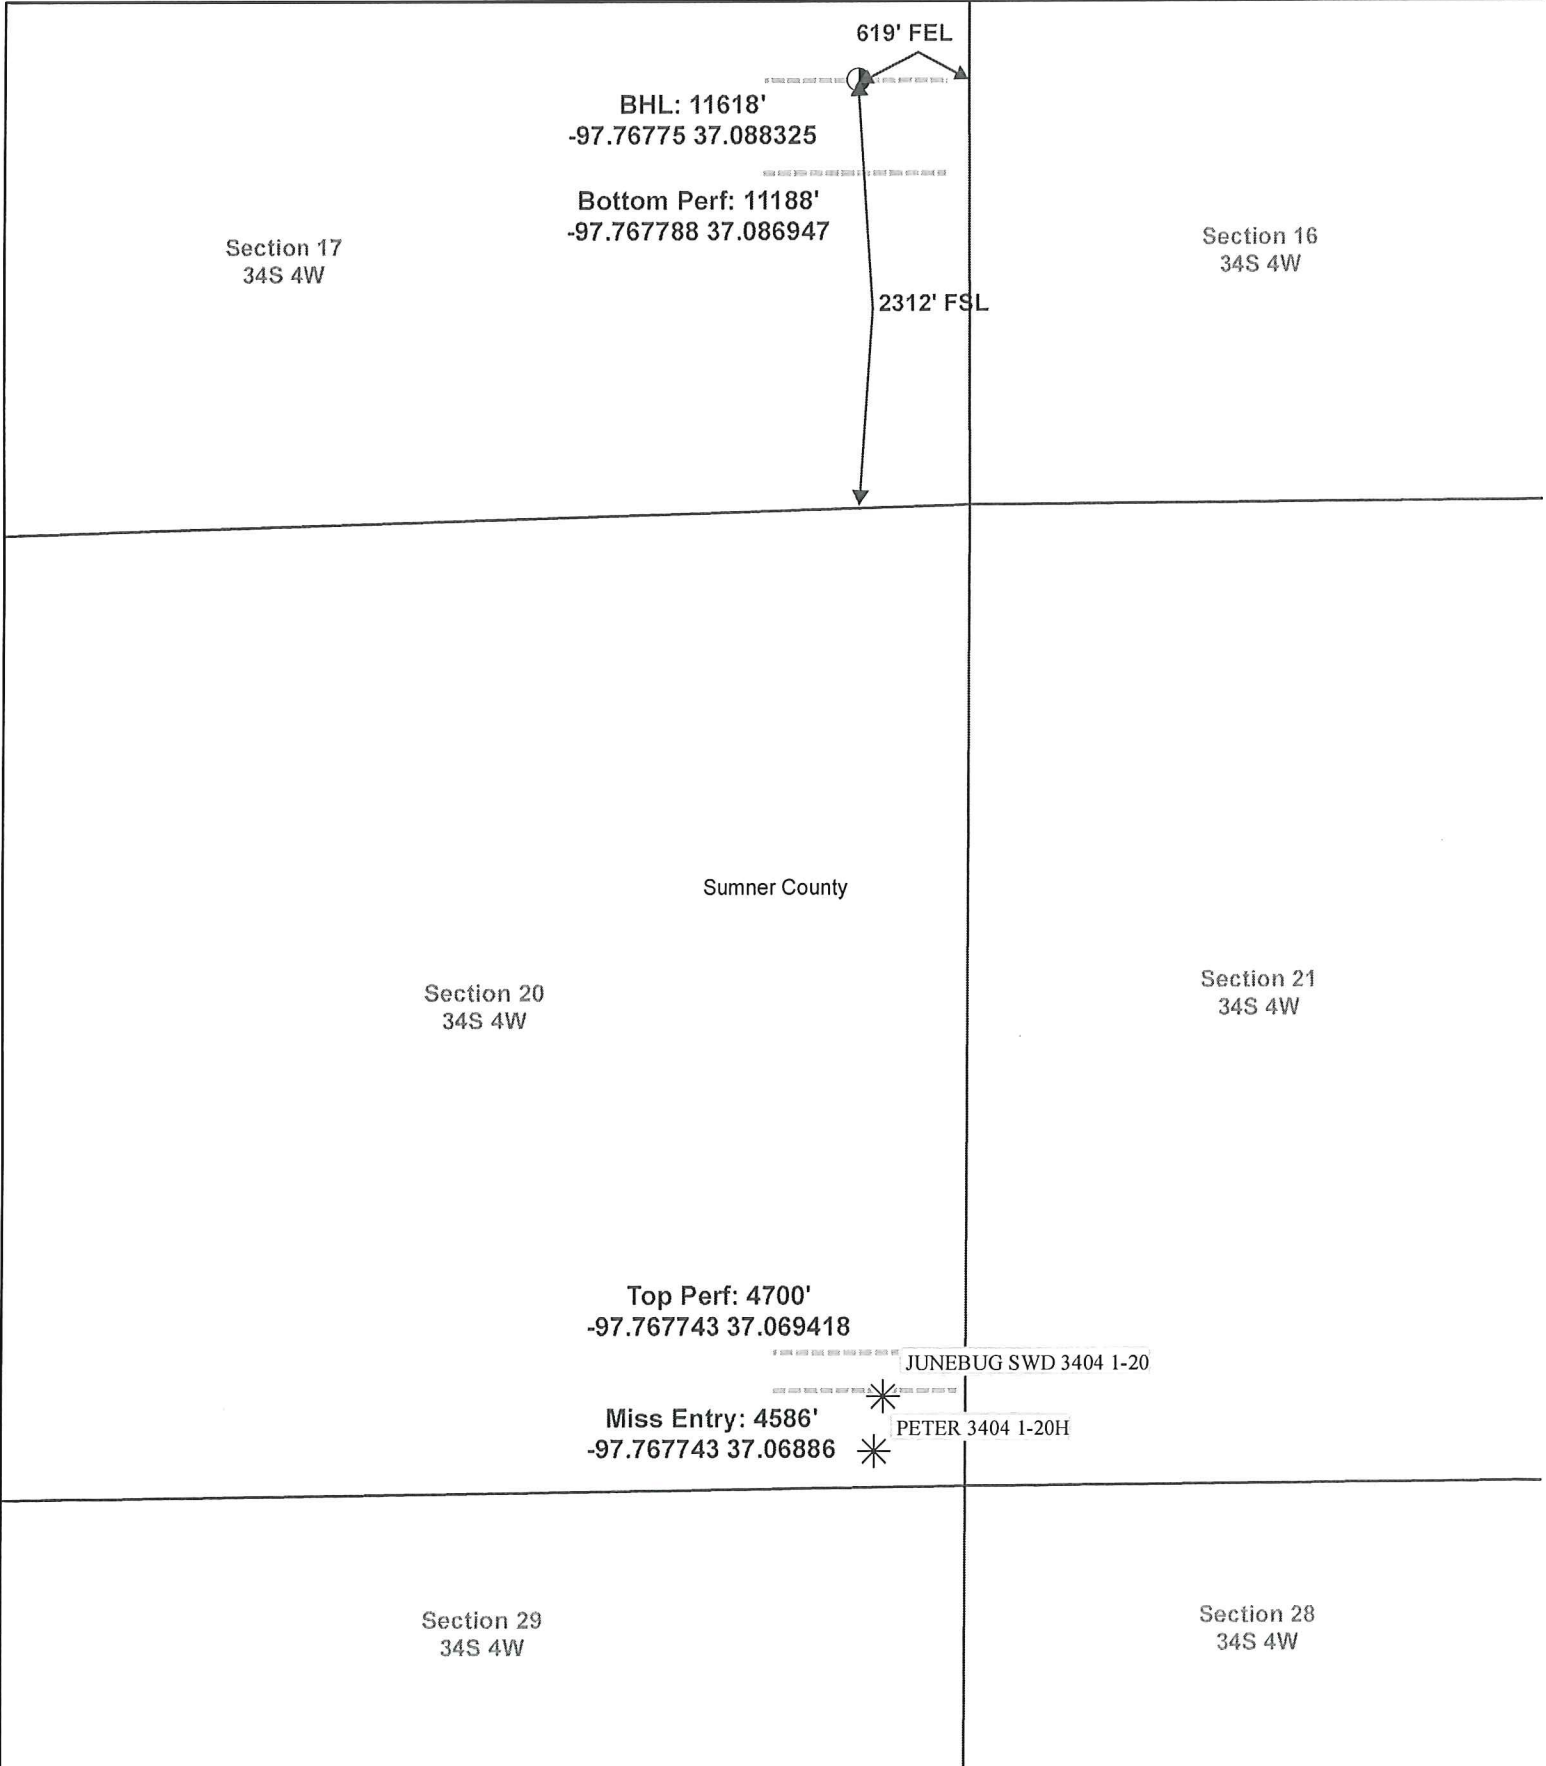 619' FEL
BHL: 11618'
-97.76775 37.088325
Bottom Perf: 11188'
-97.767788 37.086947
Section 17
34S 4W
Section 16
34S 4W
2312' FSL
Sumner County
Section 20
34S 4W
Section 21
34S 4W
Top Perf: 4700'
-97.767743 37.069418
JUNEBUG SWD 3404 1-20
Miss Entry: 4586'
-97.767743 37.06886
PETER 3404 1-20H
Section 29
34S 4W
Section 28
34S 4W